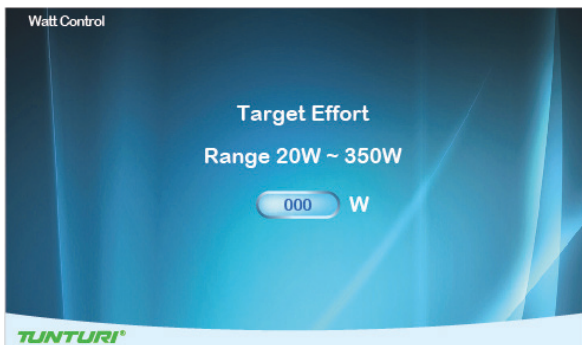 Watt Control
Target Effort
Range 20W ~ 350W
000 W
TUNTURI®